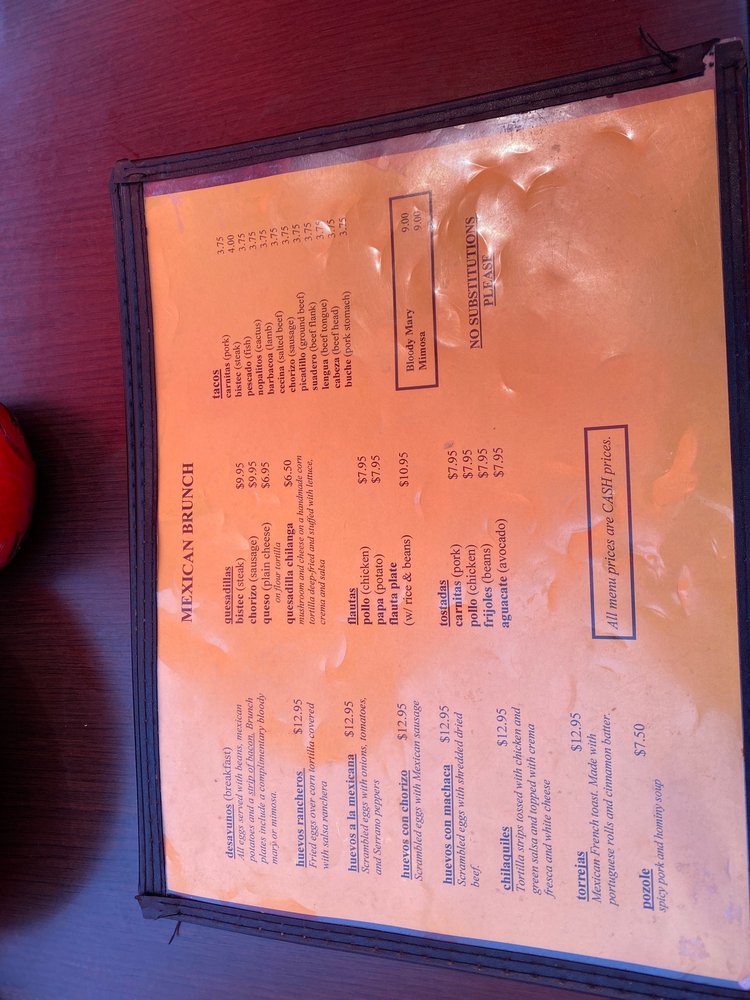 MEXICAN BRUNCH
desayunos (breakfast)
All eggs served with beans, mexican
potatoes and a strip of bacon. Brunch
plates include a complimentary bloody
mary or mimosa.
huevos rancheros $12.95
Fried eggs over corn tortilla covered
with salsa ranchera
huevos a la mexicana $12.95
Scrambled eggs with onions, tomatoes,
and Serrano peppers
huevos con chorizo $12.95
Scrambled eggs with Mexican sausage
huevos con machaca $12.95
Scrambled eggs with shredded dried
beef.
chilaquiles $12.95
Tortilla strips tossed with chicken and
green salsa and topped with crema
fresca and white cheese
torrejas $12.95
Mexican French toast. Made with
portuguese rolls and cinnamon batter.
pozole $7.50
spicy pork and hominy soup
quesadillas
bistec (steak) $9.95
chorizo (sausage) $9.95
queso (plain cheese) $6.95
on flour tortilla
quesadilla chilanga $6.50
mushroom and cheese on a handmade corn
tortilla deep-fried and stuffed with lettuce,
crema and salsa
flautas
pollo (chicken) $7.95
papa (potato) $7.95
flauta plate
(w/ rice & beans) $10.95
tostadas
carnitas (pork) $7.95
pollo (chicken) $7.95
frijoles (beans) $7.95
aguacate (avocado) $7.95
All menu prices are CASH prices.
tacos
carnitas (pork) 3.75
bistec (steak) 4.00
pescado (fish) 3.75
nopalitos (cactus) 3.75
barbacoa (lamb) 3.75
cecina (salted beef) 3.75
chorizo (sausage) 3.75
picadillo (ground beef) 3.75
suadero (beef flank) 3.75
lengua (beef tongue) 3.75
cabeza (beef head) 3.75
buche (pork stomach) 3.75
Bloody Mary 9.00
Mimosa 9.00
NO SUBSTITUTIONS
PLEASE